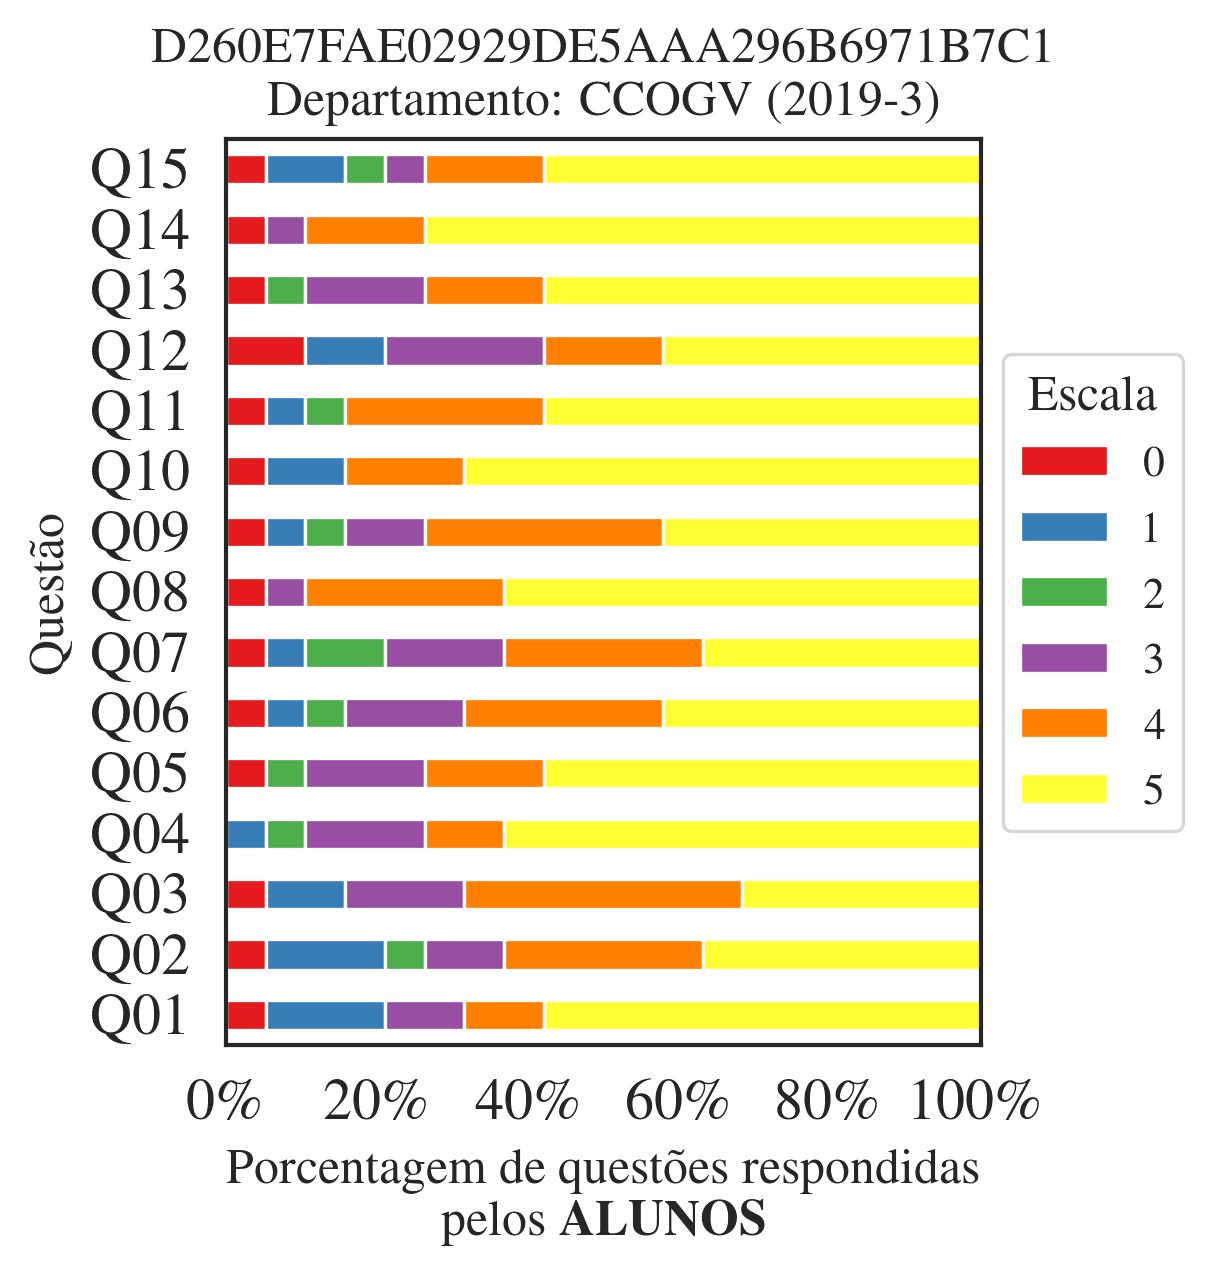 D260E7FAE02929DE5AAA296B6971B7C1
Departamento: CCOGV (2019-3)
Q15
Q14
Q13
Q12
Q11
Q10
Q09
Q08
Q07
Q06
Q05
Q04
Q03
Q02
Q01
Questão
0% 20% 40% 60% 80% 100%
Porcentagem de questões respondidas
pelos ALUNOS
Escala
0
1
2
3
4
5